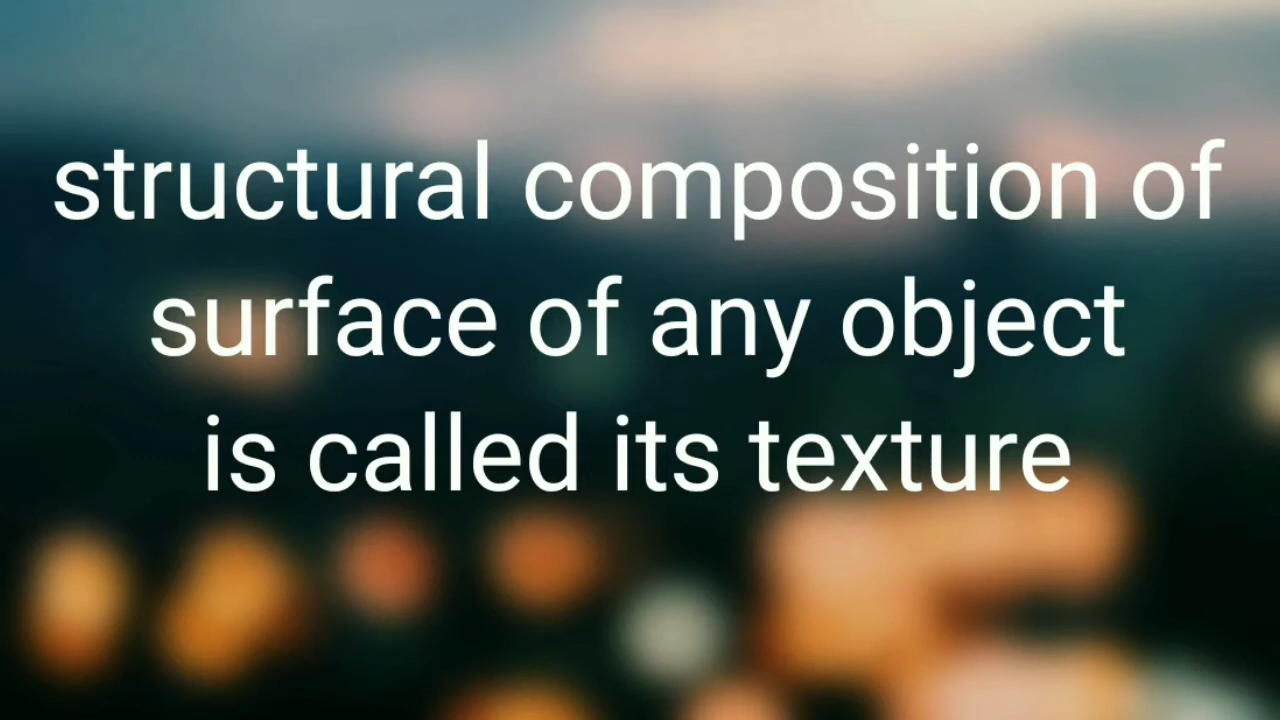 structural composition of
surface of any object
is called its texture